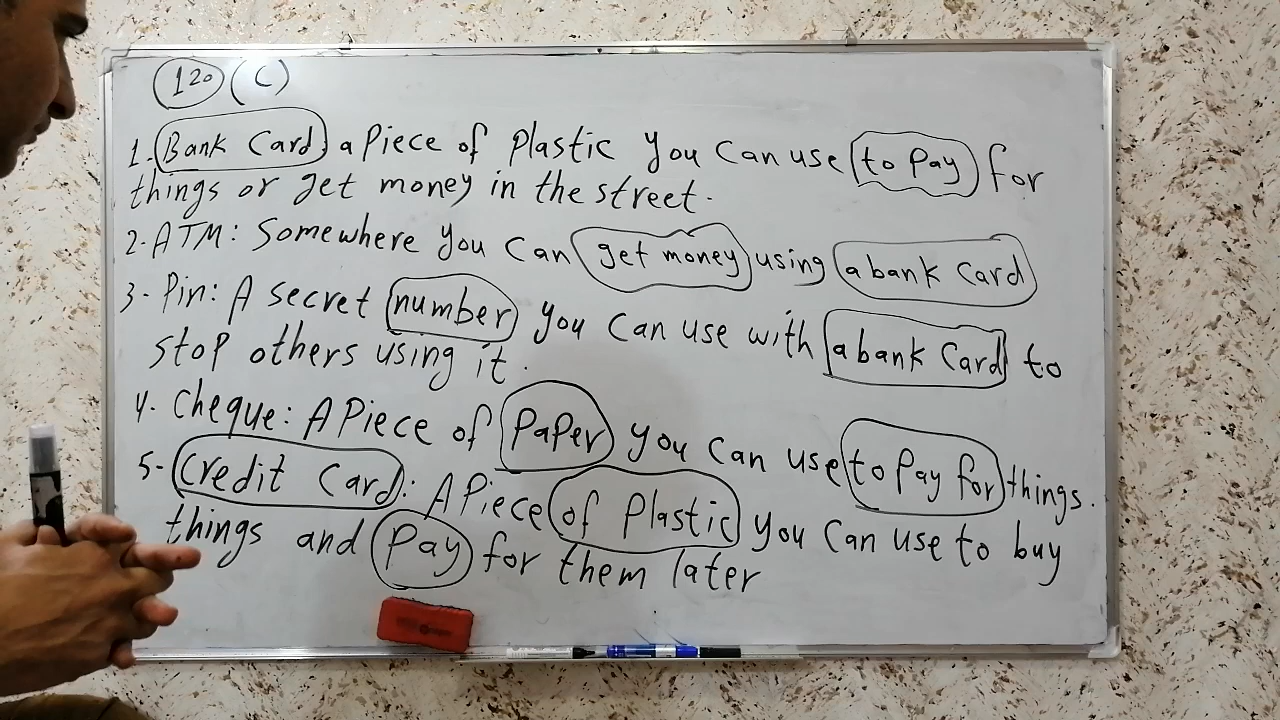 120 (C)
1. Bank Card: a Piece of Plastic you Can use to Pay for
things or get money in the street.
2. ATM: Somewhere you Can get money using a bank Card
3- Pin: A secret number you Can use with a bank Card to
stop others using it.
4. Cheque: A Piece of PaPer you Can use to Pay for things.
5- Credit Card: A Piece of Plastic you Can use to buy
things and Pay for them later